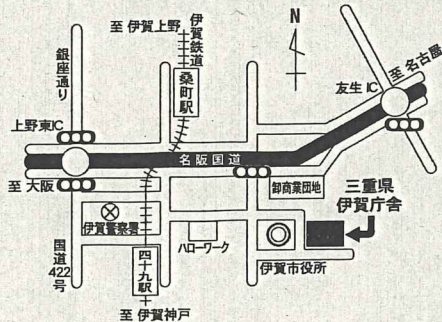 至 伊賀上野
伊賀鉄道
桑町駅
銀座通り
N
友生IC
至 名古屋
上野東IC
名阪国道
至 大阪
卸商業団地
三重県
伊賀庁舎
伊賀警察署
ハローワーク
伊賀市役所
国道422号
四十九駅
至 伊賀神戸